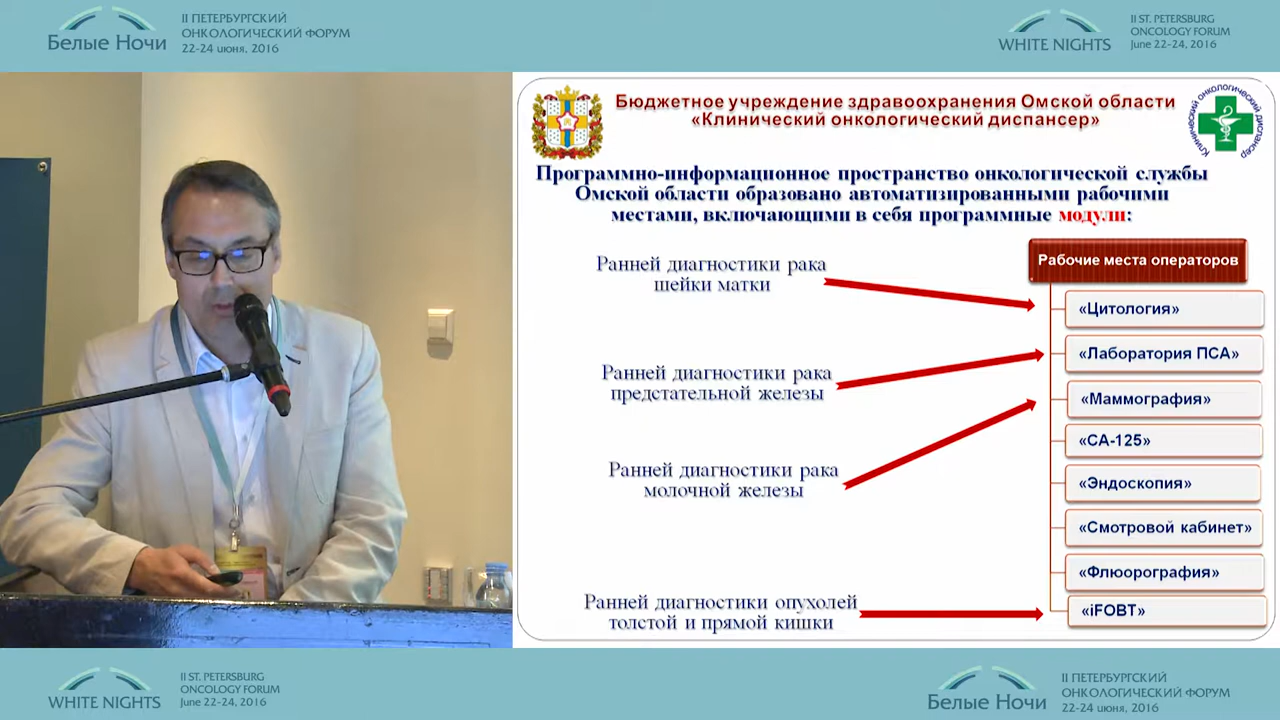 Белые Ночи
II ПЕТЕРБУРГСКИЙ
ОНКОЛОГИЧЕСКИЙ ФОРУМ
22-24 июня, 2016
WHITE NIGHTS
II ST. PETERSBURG
ONCOLOGY FORUM
June 22-24, 2016
Бюджетное учреждение здравоохранения Омской области
«Клинический онкологический диспансер»
Клинический онкологический диспансер
Программно-информационное пространство онкологической службы
Омской области образовано автоматизированными рабочими
местами, включающими в себя программные модули:
Ранней диагностики рака
шейки матки
Ранней диагностики рака
предстательной железы
Ранней диагностики рака
молочной железы
Ранней диагностики опухолей
толстой и прямой кишки
Рабочие места операторов
«Цитология»
«Лаборатория ПСА»
«Маммография»
«СА-125»
«Эндоскопия»
«Смотровой кабинет»
«Флюорография»
«iFOBT»
WHITE NIGHTS
II ST. PETERSBURG
ONCOLOGY FORUM
June 22-24, 2016
Белые Ночи
II ПЕТЕРБУРГСКИЙ
ОНКОЛОГИЧЕСКИЙ ФОРУМ
22-24 июня, 2016